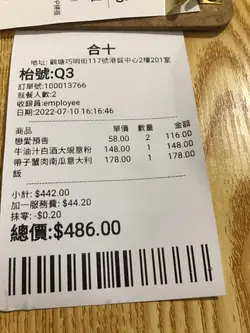 合十
地址: 觀塘巧明街117號港貿中心2樓201室
枱號:Q3
訂單號:100013766
就餐人數:2
收銀員:employee
日期:2022-07-10 16:16:46
商品 單價 數量 金額
戀愛預告 58.00 2 116.00
牛油汁白酒大蜆意粉 148.00 1 148.00
帶子蟹肉南瓜意大利飯 178.00 1 178.00
小計: $442.00
加一服務費: $44.20
抹零: -$0.20
總價:$486.00